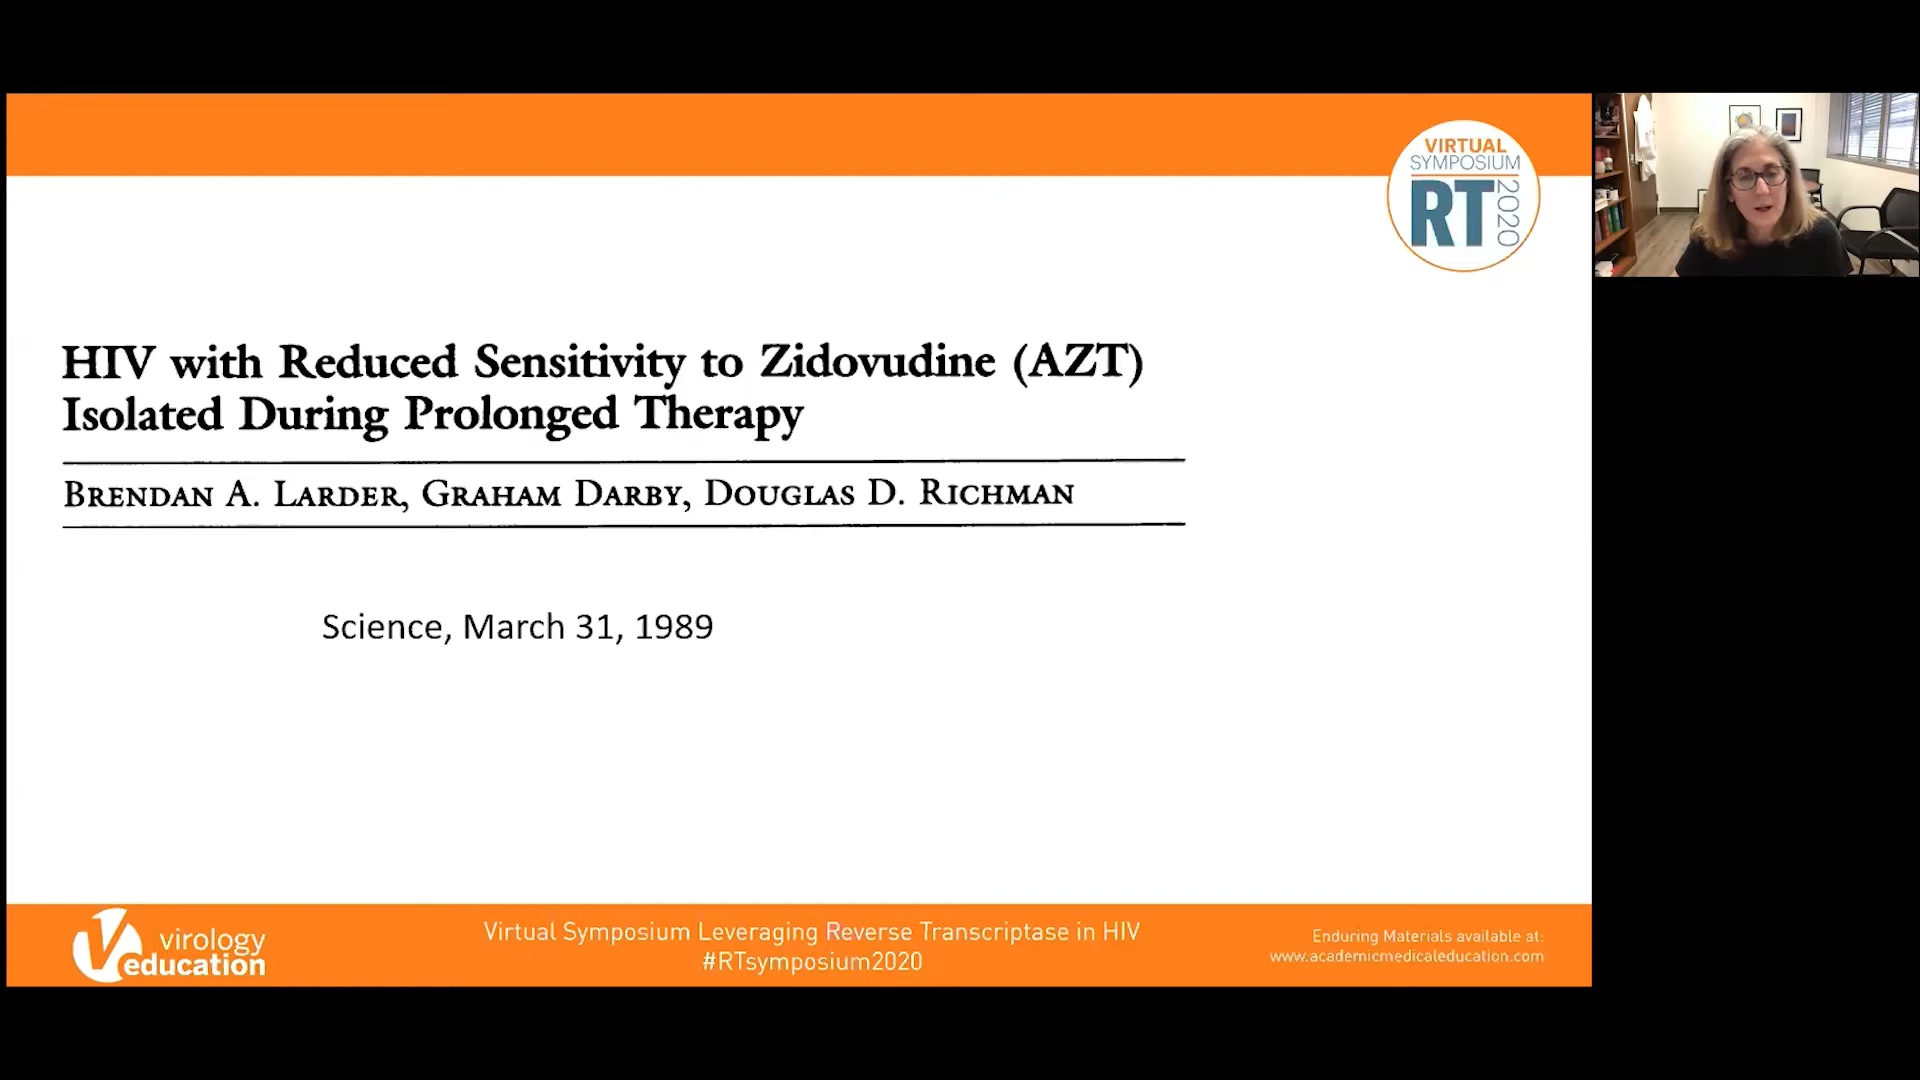 VIRTUAL
SYMPOSIUM
RT 2020
HIV with Reduced Sensitivity to Zidovudine (AZT)
Isolated During Prolonged Therapy
BRENDAN A. LARDER, GRAHAM DARBY, DOUGLAS D. RICHMAN
Science, March 31, 1989
virology
education
Virtual Symposium Leveraging Reverse Transcriptase in HIV
#RTsymposium2020
Enduring Materials available at:
www.academicmedicaleducation.com